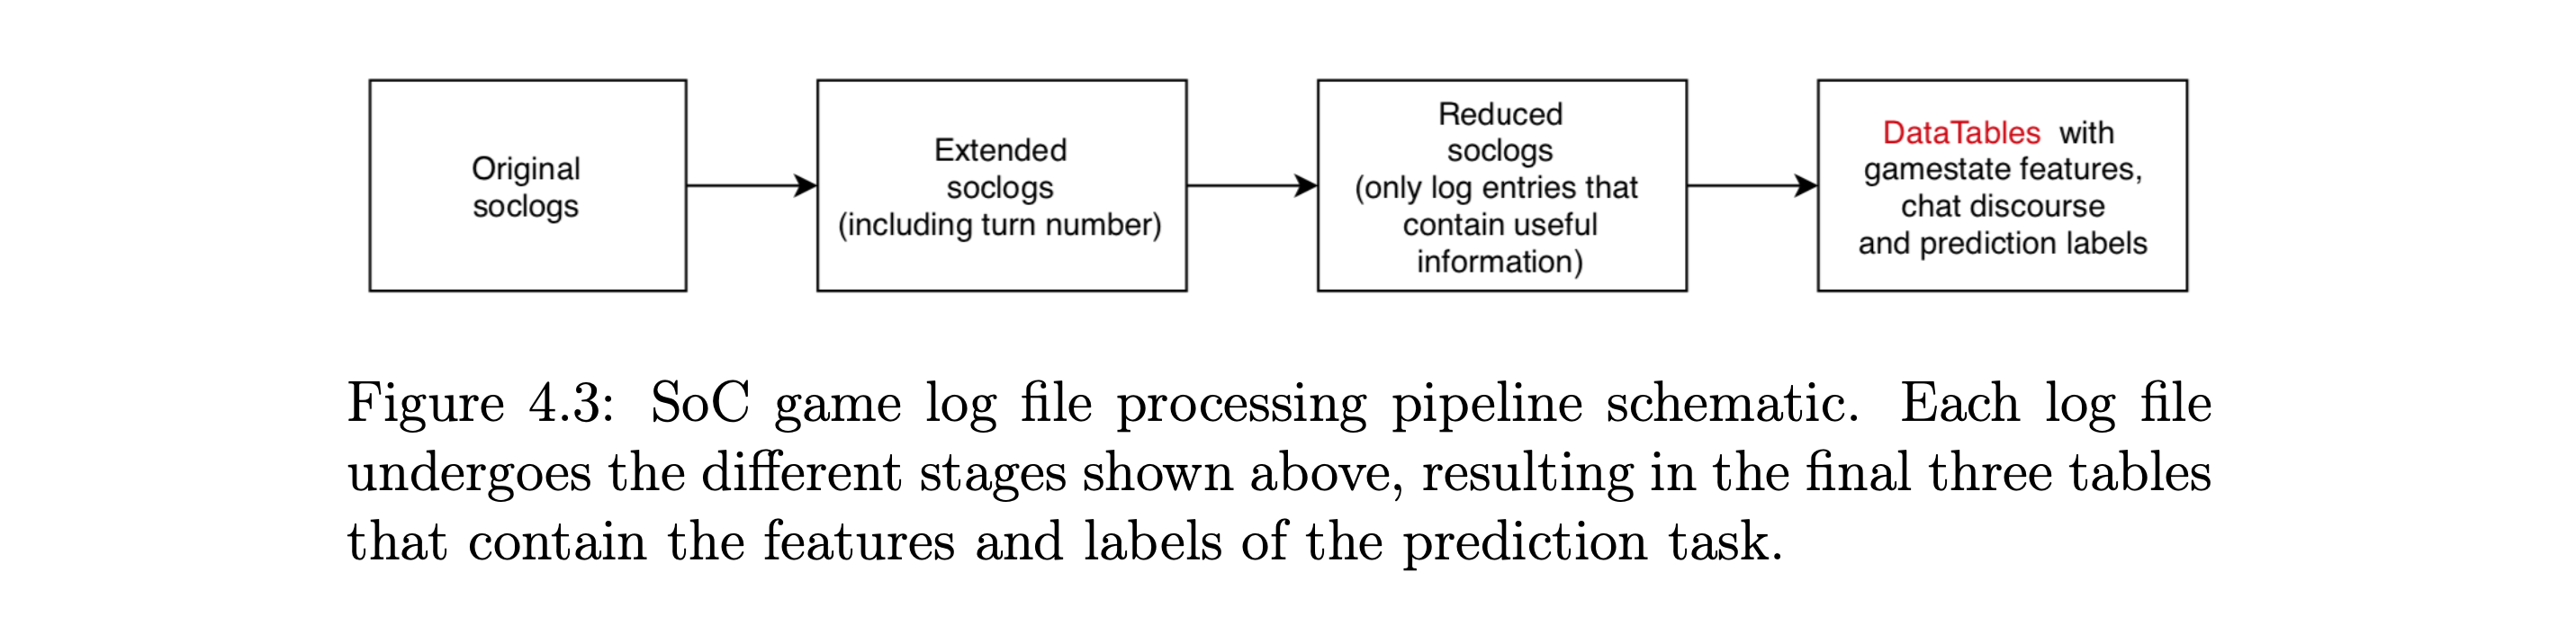 Original
soclogs
Extended
soclogs
(including turn number)
Reduced
soclogs
(only log entries that
contain useful
information)
DataTables with
gamestate features,
chat discourse
and prediction labels
Figure 4.3: SoC game log file processing pipeline schematic. Each log file
undergoes the different stages shown above, resulting in the final three tables
that contain the features and labels of the prediction task.